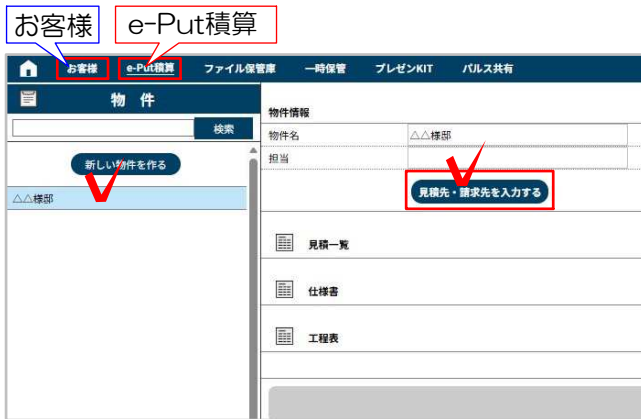 お客様 e-Put積算
お客様 e-Put積算 ファイル保管庫 一時保管 プレゼンKIT パルス共有
物件
検索
新しい物件を作る
△△様邸
物件情報
物件名 △△様邸
担当
見積先・請求先を入力する
見積一覧
仕様書
工程表